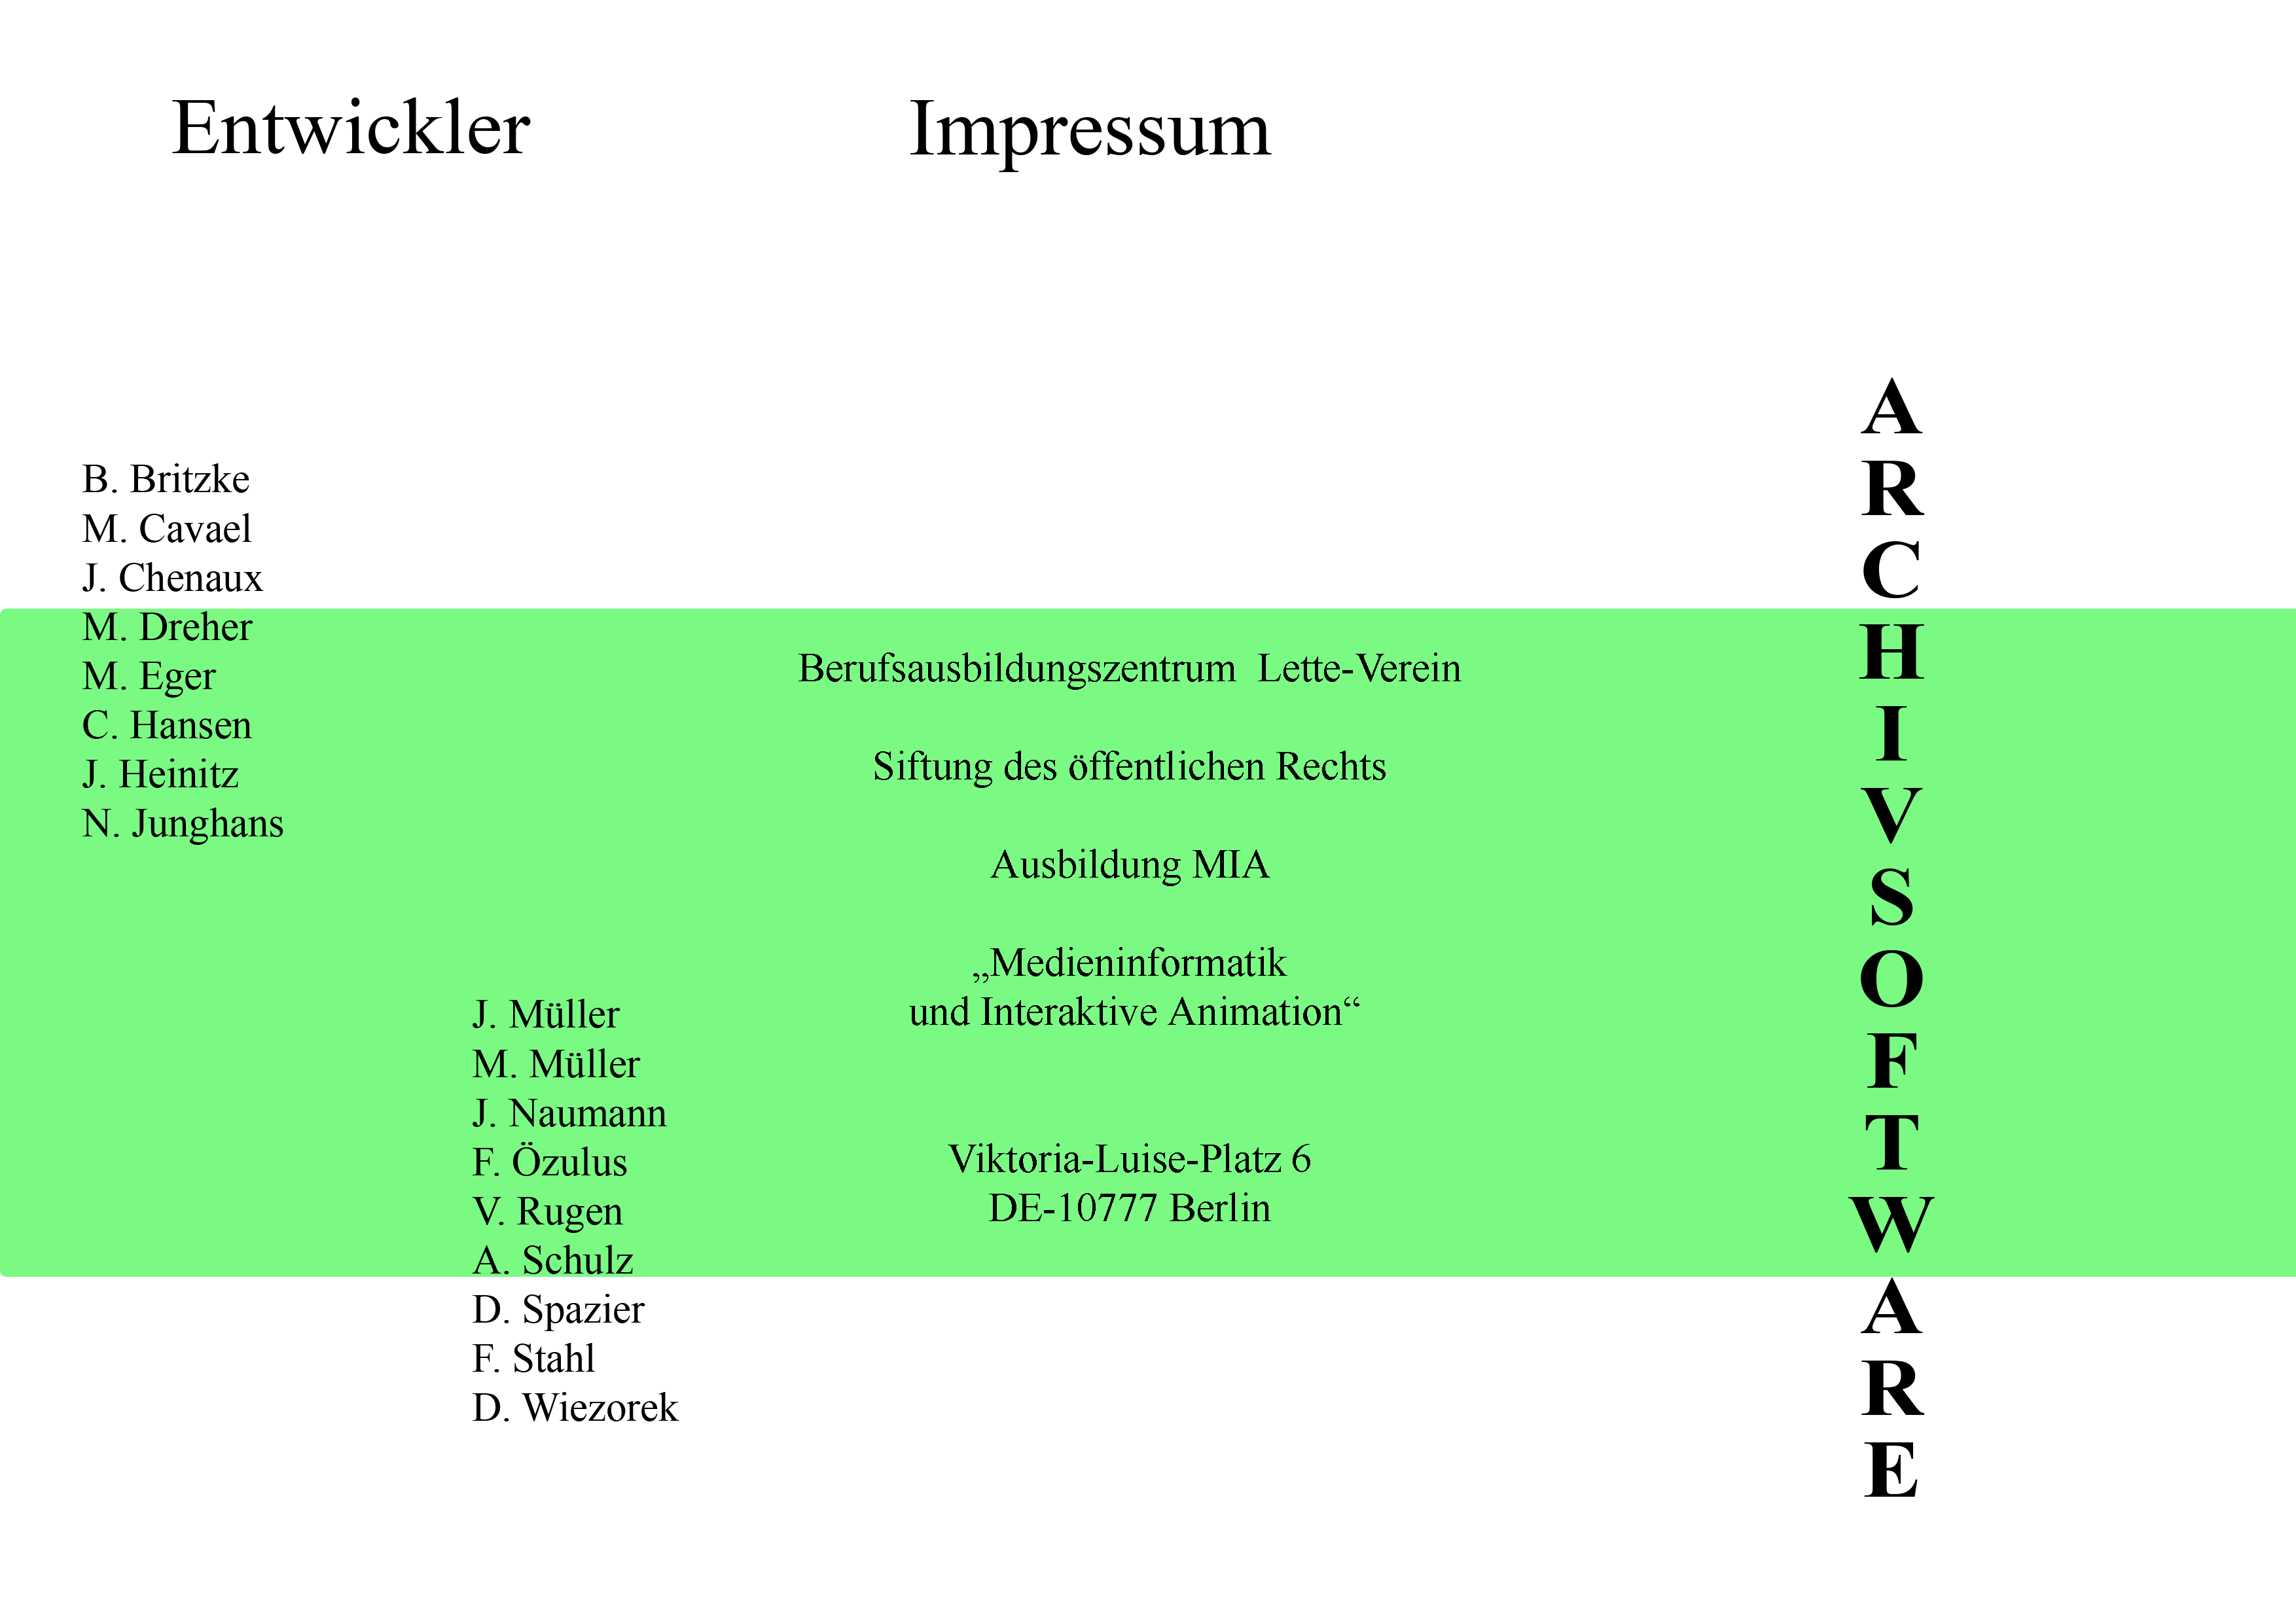 Entwickler
B. Britzke
M. Cavael
J. Chenaux
M. Dreher
M. Eger
C. Hansen
J. Heinitz
N. Junghans
J. Müller
M. Müller
J. Naumann
F. Özulus
V. Rugen
A. Schulz
D. Spazier
F. Stahl
D. Wiezorek
Impressum
Berufsausbildungszentrum  Lette-Verein
Siftung des öffentlichen Rechts
Ausbildung MIA
„Medieninformatik
und Interaktive Animation“
Viktoria-Luise-Platz 6
DE-10777 Berlin
A
R
C
H
I
V
S
O
F
T
W
A
R
E